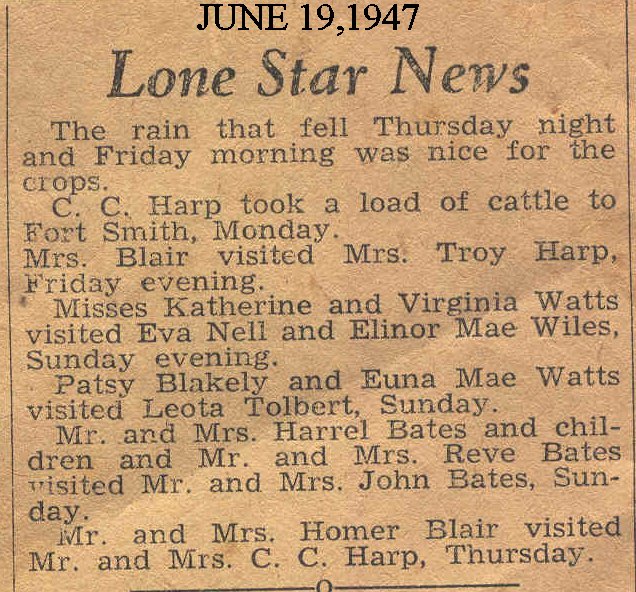 JUNE 19,1947
Lone Star News
The rain that fell Thursday night
and Friday morning was nice for the
crops.
C. C. Harp took a load of cattle to
Fort Smith, Monday.
Mrs. Blair visited Mrs. Troy Harp,
Friday evening.
Misses Katherine and Virginia Watts
visited Eva Nell and Elinor Mae Wiles,
Sunday evening.
Patsy Blakely and Euna Mae Watts
visited Leota Tolbert, Sunday.
Mr. and Mrs. Harrel Bates and chil-
dren and Mr. and Mrs. Reve Bates
visited Mr. and Mrs. John Bates, Sun-
day.
Mr. and Mrs. Homer Blair visited
Mr. and Mrs. C. C. Harp, Thursday.